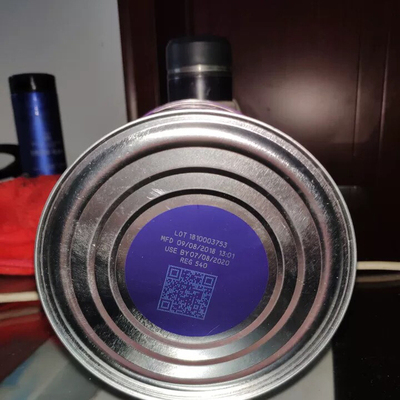 LOT 1810003753
MFD 09/08/2018 13:01
USE BY 07/08/2020
REG 540